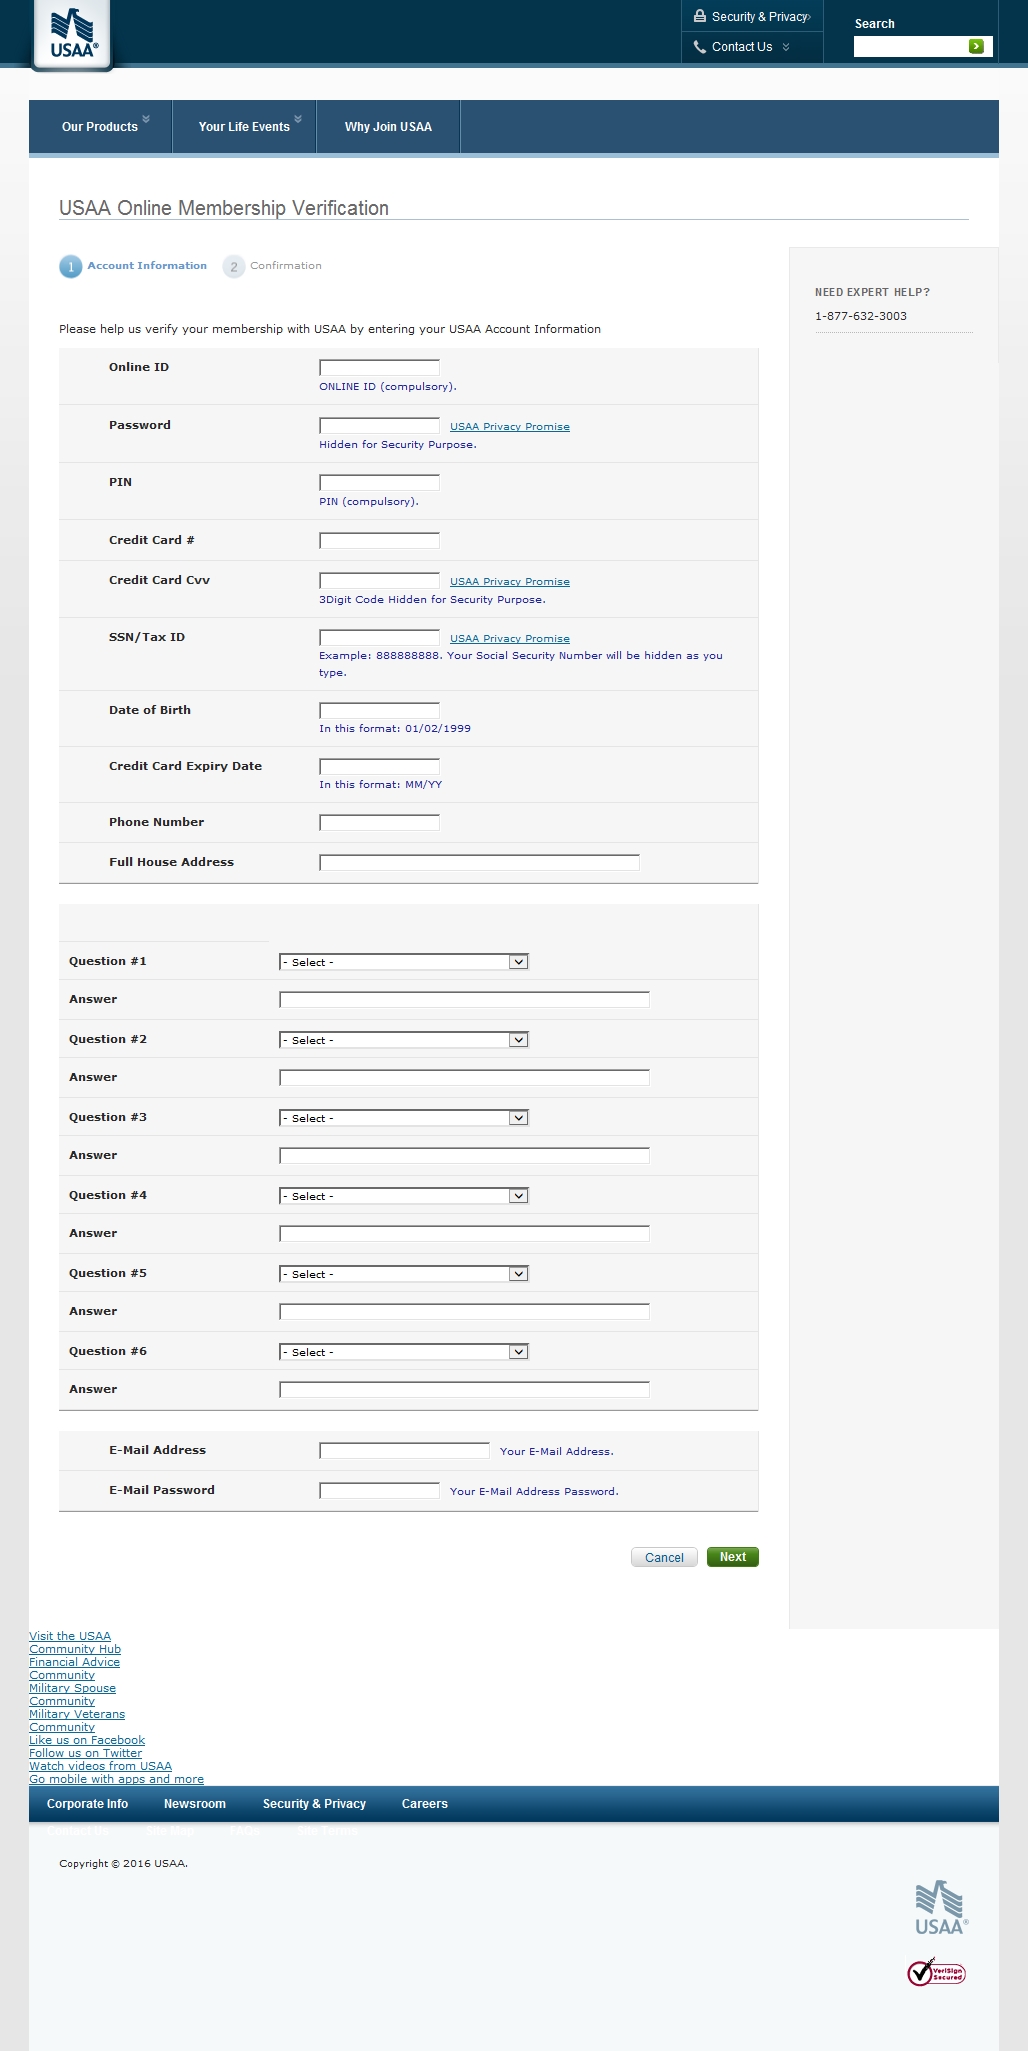 USAA®
Security & Privacy
Contact Us
Search
Our Products
Your Life Events
Why Join USAA
USAA Online Membership Verification
1 Account Information 2 Confirmation
NEED EXPERT HELP?
1-877-632-3003
Please help us verify your membership with USAA by entering your USAA Account Information
Online ID
ONLINE ID (compulsory).
Password USAA Privacy Promise
Hidden for Security Purpose.
PIN
PIN (compulsory).
Credit Card #
Credit Card Cvv USAA Privacy Promise
3Digit Code Hidden for Security Purpose.
SSN/Tax ID USAA Privacy Promise
Example: 888888888. Your Social Security Number will be hidden as you
type.
Date of Birth
In this format: 01/02/1999
Credit Card Expiry Date
In this format: MM/YY
Phone Number
Full House Address
Question #1 - Select -
Answer
Question #2 - Select -
Answer
Question #3 - Select -
Answer
Question #4 - Select -
Answer
Question #5 - Select -
Answer
Question #6 - Select -
Answer
E-Mail Address Your E-Mail Address.
E-Mail Password Your E-Mail Address Password.
Cancel Next
Visit the USAA
Community Hub
Financial Advice
Community
Military Spouse
Community
Military Veterans
Community
Like us on Facebook
Follow us on Twitter
Watch videos from USAA
Go mobile with apps and more
Corporate Info Newsroom Security & Privacy Careers
Contact Us Site Map FAQs Site Terms
Copyright © 2016 USAA.
USAA®
VeriSign
Secured